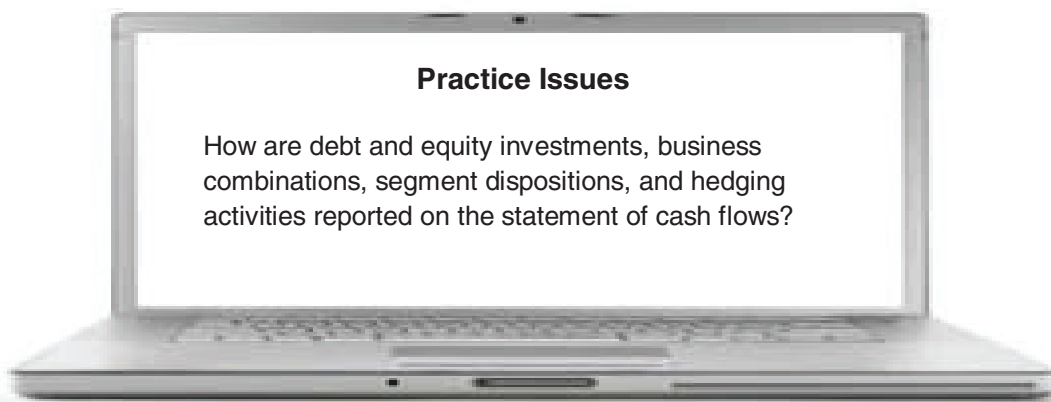 Practice Issues
How are debt and equity investments, business
combinations, segment dispositions, and hedging
activities reported on the statement of cash flows?